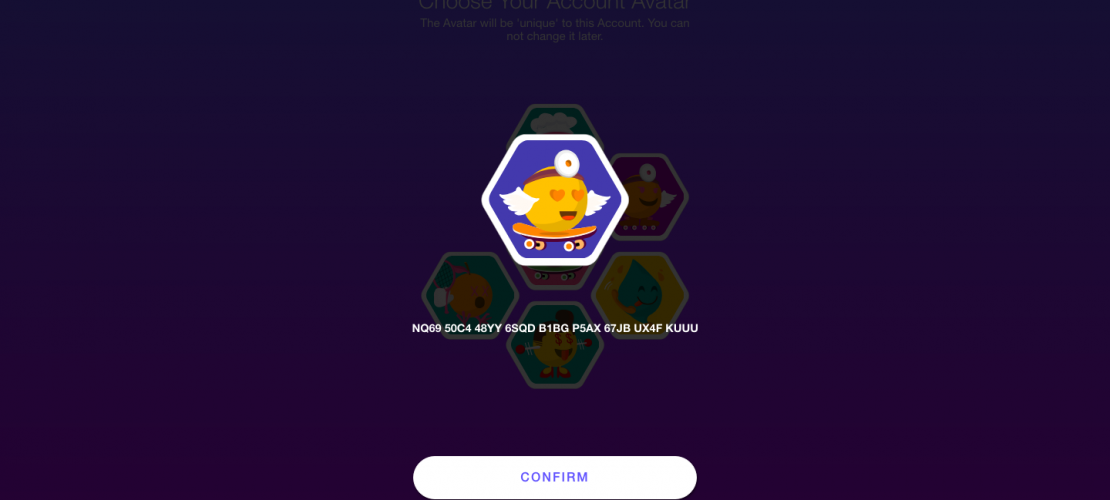 Choose Your Account Avatar
The Avatar will be 'unique' to this Account. You can
not change it later.
NQ69 50C4 48YY 6SQD B1BG P5AX 67JB UX4F KUUU
CONFIRM